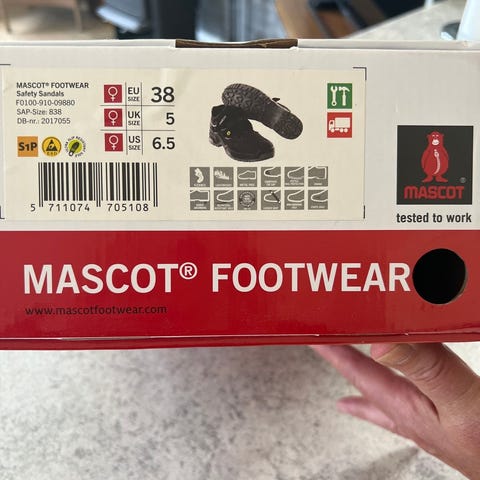 MASCOT® FOOTWEAR
Safety Sandals
F0100-910-09880
SAP-Size: 838
DB-nr.: 2017055
EU SIZE 38
UK SIZE 5
US SIZE 6.5
S1P
ESD
5 711074 705108
MASCOT
tested to work
MASCOT® FOOTWEAR
www.mascotfootwear.com